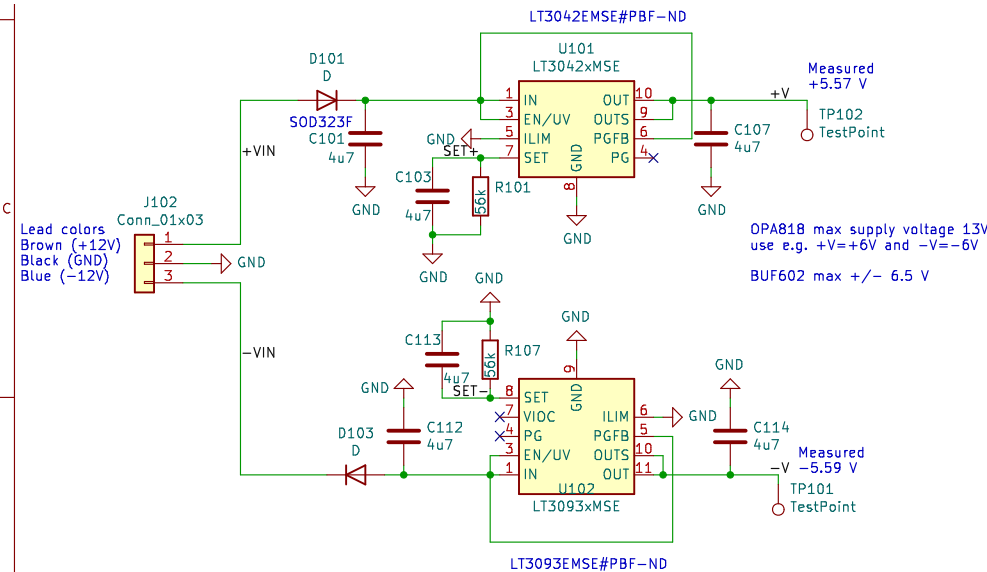 LT3042EMSE#PBF-ND
U101
LT3042xMSE
D101
D
SOD323F
Measured
+5.57 V
+V
TP102
TestPoint
1 IN
3 EN/UV
5 ILIM
7 SET
OUT 10
OUTS 9
PGFB 6
PG 4
GND
8
GND
GND
SET+
C101
4u7
GND
C103
4u7
R101
56k
GND
C107
4u7
GND
+VIN
C
J102
Conn_01x03
Lead colors
Brown (+12V)
Black (GND)
Blue (-12V)
1
2
3
GND
OPA818 max supply voltage 13V
use e.g. +V=+6V and -V=-6V
BUF602 max +/- 6.5 V
-VIN
GND
C113
4u7
R107
56k
SET-
GND
9
GND
8 SET
7 VIOC
4 PG
3 EN/UV
1 IN
ILIM 6
PGFB 5
OUTS 10
OUT 11
GND
GND
C112
4u7
D103
D
GND
C114
4u7
Measured
-5.59 V
-V
TP101
TestPoint
U102
LT3093xMSE
LT3093EMSE#PBF-ND